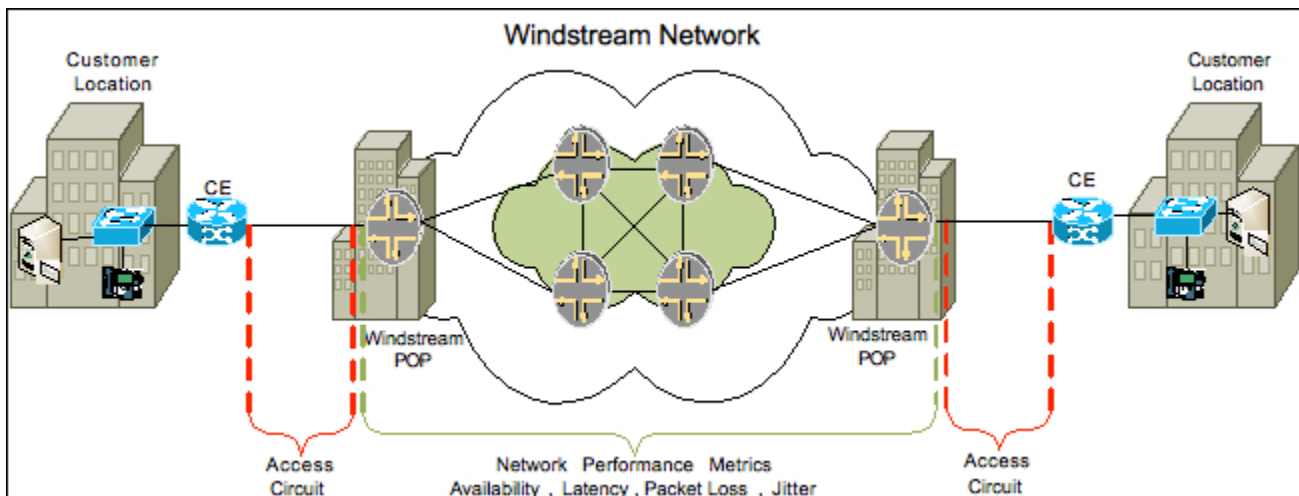 Windstream Network
Customer
Location
Customer
Location
CE
CE
Windstream
POP
Windstream
POP
Access
Circuit
Network Performance Metrics
Availability , Latency , Packet Loss , Jitter
Access
Circuit